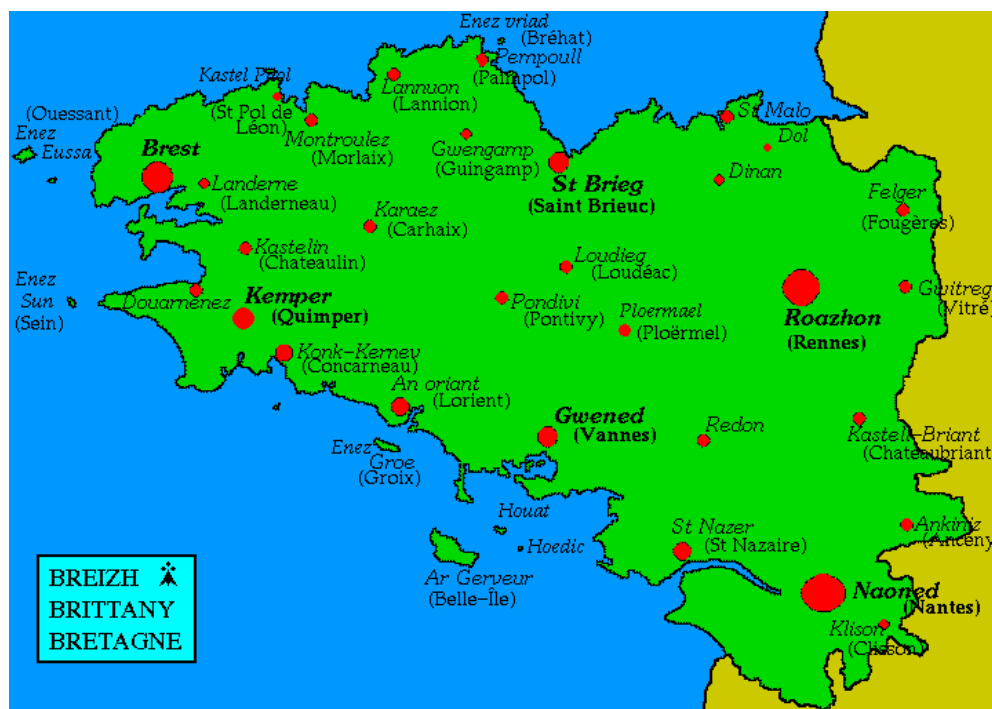 Enez vriad
(Bréhat)
Pempoull
(Paimpol)
Kastel Paol
(St Pol de
Léon)
Lannuon
(Lannion)
(Ouessant)
Enez
Eussa
Montroulez
(Morlaix)
Gwengamp
(Guingamp)
St Malo
Dol
Brest
Landerne
(Landerneau)
St Brieg
(Saint Brieuc)
Dinan
Felger
(Fougères)
Karaez
(Carhaix)
Kastelin
(Chateaulin)
Loudieg
(Loudéac)
Enez
Sun
(Sein)
Douarnenez
Kemper
(Quimper)
Pondivi
(Pontivy)
Ploermael
(Ploërmel)
Roazhon
(Rennes)
Gwitreg
(Vitré)
Konk-Kernev
(Concarneau)
An oriant
(Lorient)
Gwened
(Vannes)
Redon
Kastell-Briant
(Chateaubriant)
Enez
Groe
(Groix)
Houat
Hoedic
St Nazer
(St Nazaire)
Ankiniz
(Anceny)
Ar Gerveur
(Belle-Île)
Naoned
(Nantes)
Klison
(Clisson)
BREIZH
BRITTANY
BRETAGNE